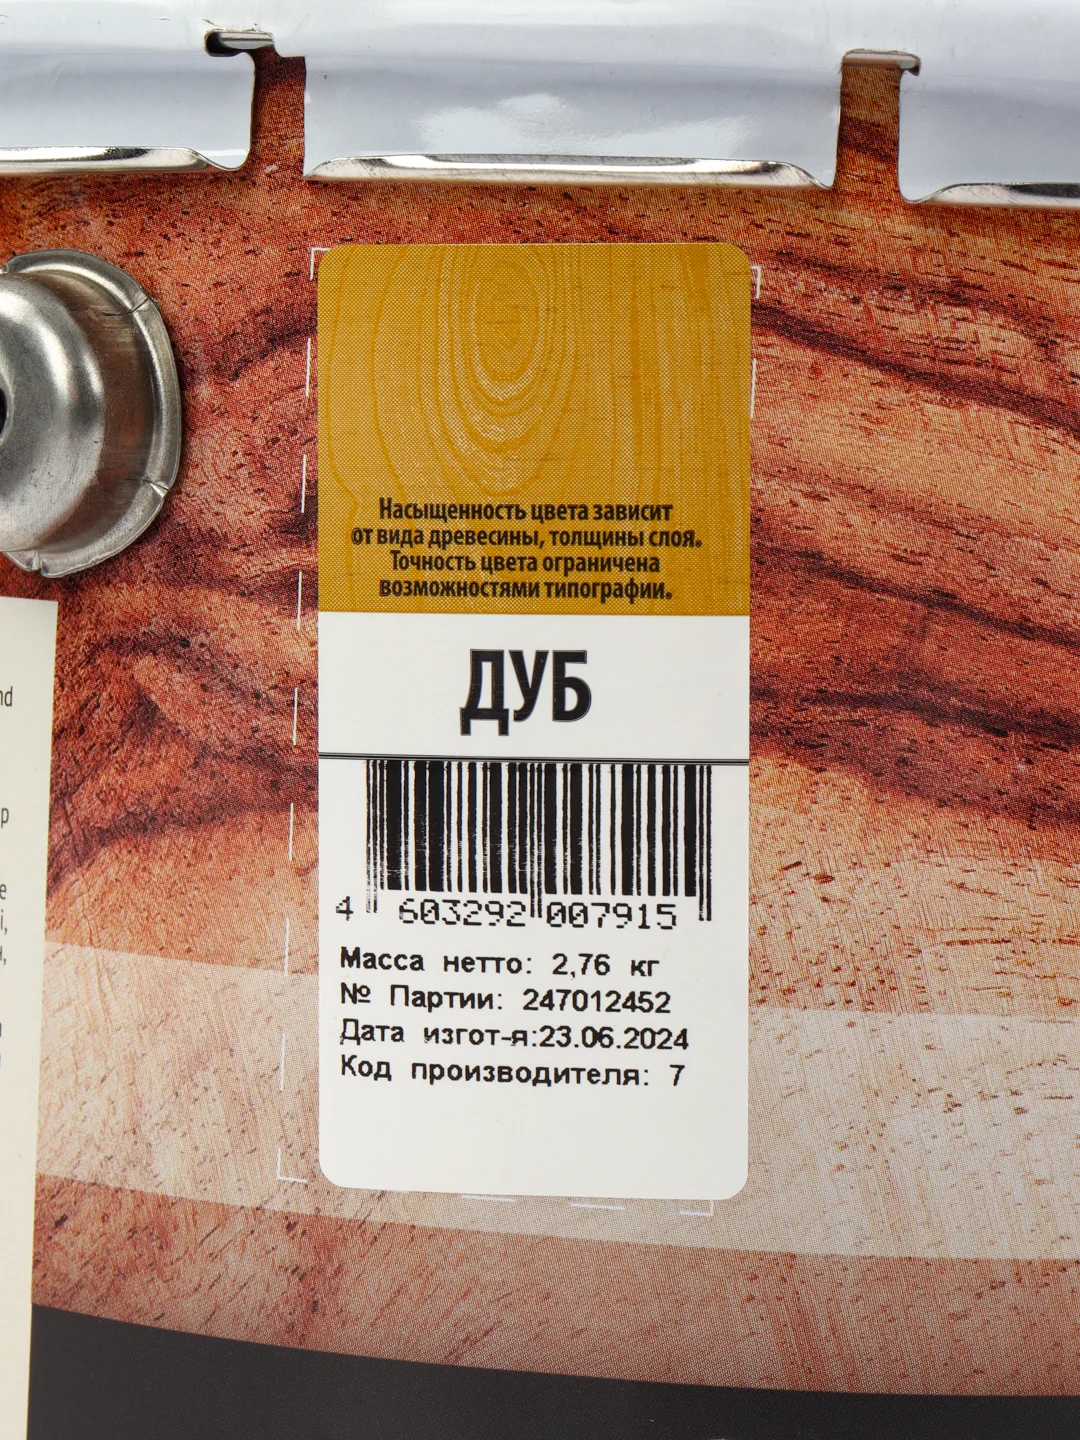 Насыщенность цвета зависит
от вида древесины, толщины слоя.
Точность цвета ограничена
возможностями типографии.
ДУБ
4 603292 007915
Масса нетто: 2,76 кг
№ Партии: 247012452
Дата изгот-я:23.06.2024
Код производителя: 7